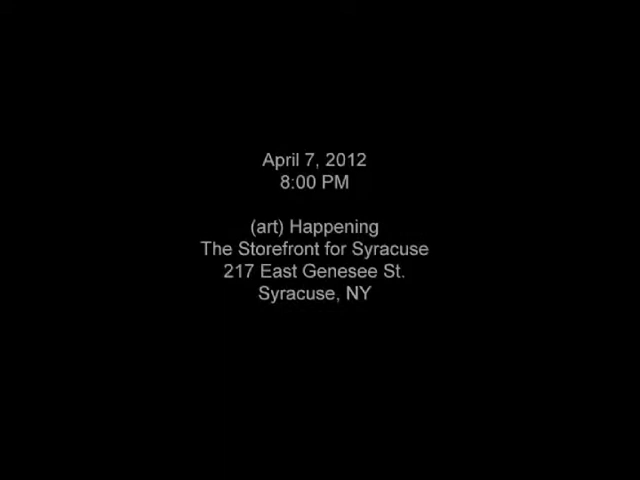 April 7, 2012
8:00 PM
(art) Happening
The Storefront for Syracuse
217 East Genesee St.
Syracuse, NY